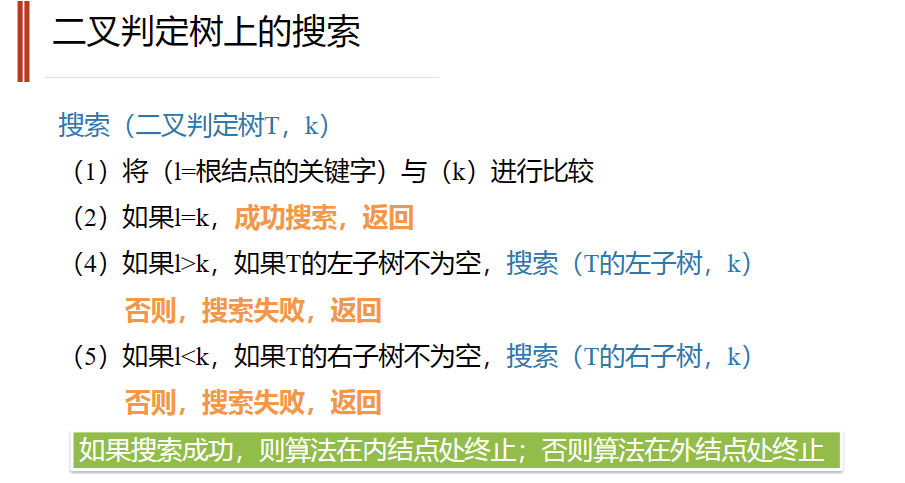 二叉判定树上的搜索
搜索（二叉判定树T，k）
（1）将（l=根结点的关键字）与（k）进行比较
（2）如果l=k，成功搜索，返回
（4）如果l>k，如果T的左子树不为空，搜索（T的左子树，k）
否则，搜索失败，返回
（5）如果l<k，如果T的右子树不为空，搜索（T的右子树，k）
否则，搜索失败，返回
如果搜索成功，则算法在内结点处终止；否则算法在外结点处终止